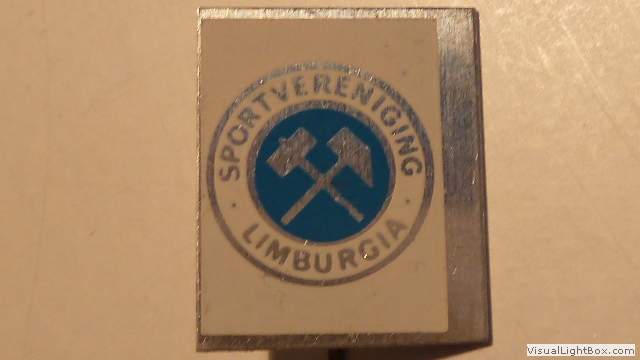 SPORTVERENIGING
· LIMBURGIA ·
VisualLightBox.com